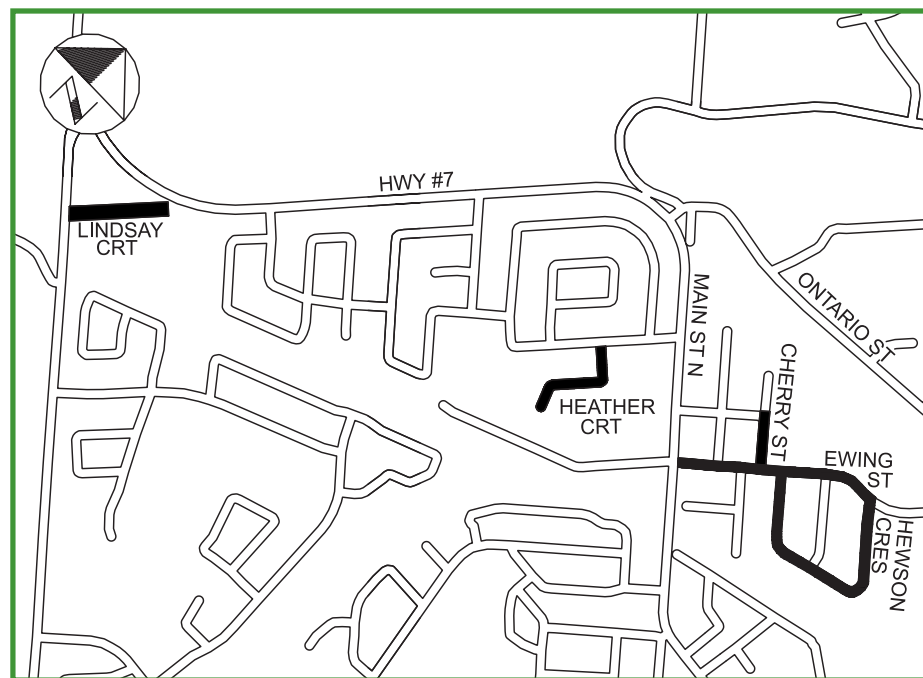 HWY #7
LINDSAY
CRT
MAIN ST N
ONTARIO ST
CHERRY ST
HEATHER
CRT
EWING
ST
HEWSON
CRES